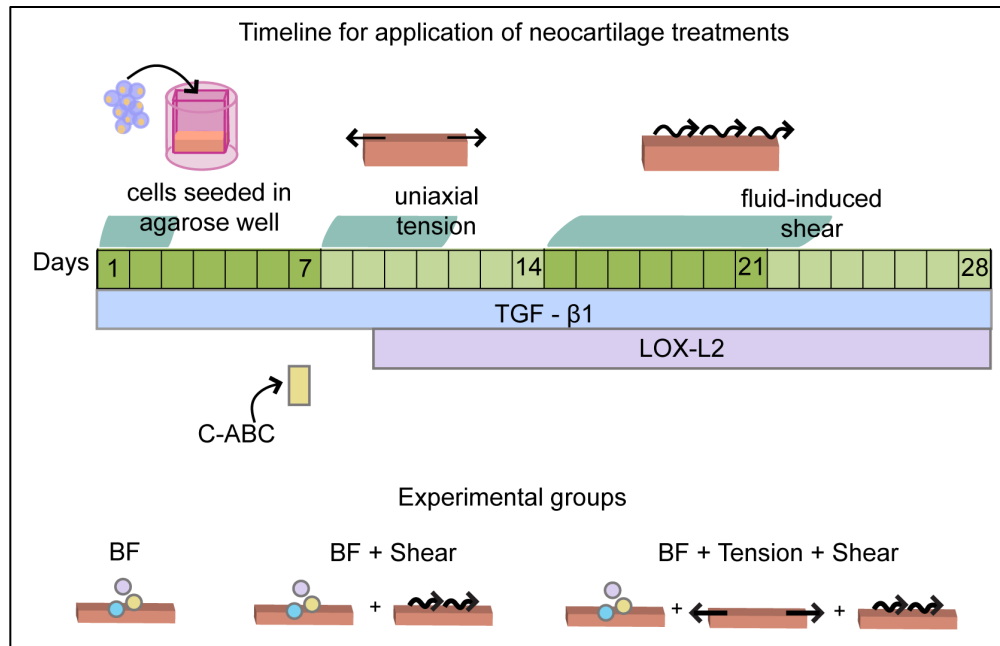 Timeline for application of neocartilage treatments
cells seeded in
agarose well
uniaxial
tension
fluid-induced
shear
Days 1 7 14 21 28
TGF - β1
LOX-L2
C-ABC
Experimental groups
BF BF + Shear BF + Tension + Shear
+ + +